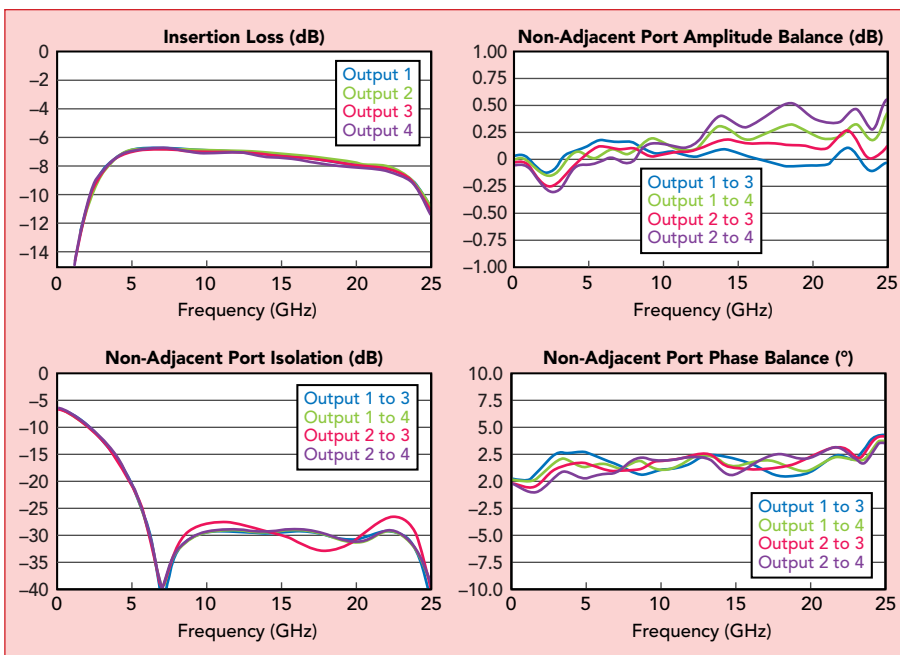 Insertion Loss (dB)
0
–2
–4
–6
–8
–10
–12
–14
Output 1
Output 2
Output 3
Output 4
0 5 10 15 20 25
Frequency (GHz)
Non-Adjacent Port Amplitude Balance (dB)
1.00
0.75
0.50
0.25
0
–0.25
–0.50
–0.75
–1.00
Output 1 to 3
Output 1 to 4
Output 2 to 3
Output 2 to 4
0 5 10 15 20 25
Frequency (GHz)
Non-Adjacent Port Isolation (dB)
0
–5
–10
–15
–20
–25
–30
–35
–40
Output 1 to 3
Output 1 to 4
Output 2 to 3
Output 2 to 4
0 5 10 15 20 25
Frequency (GHz)
Non-Adjacent Port Phase Balance (º)
10.0
7.5
5.0
2.5
2.0
–2.5
–5.0
–7.5
–10.0
Output 1 to 3
Output 1 to 4
Output 2 to 3
Output 2 to 4
0 5 10 15 20 25
Frequency (GHz)